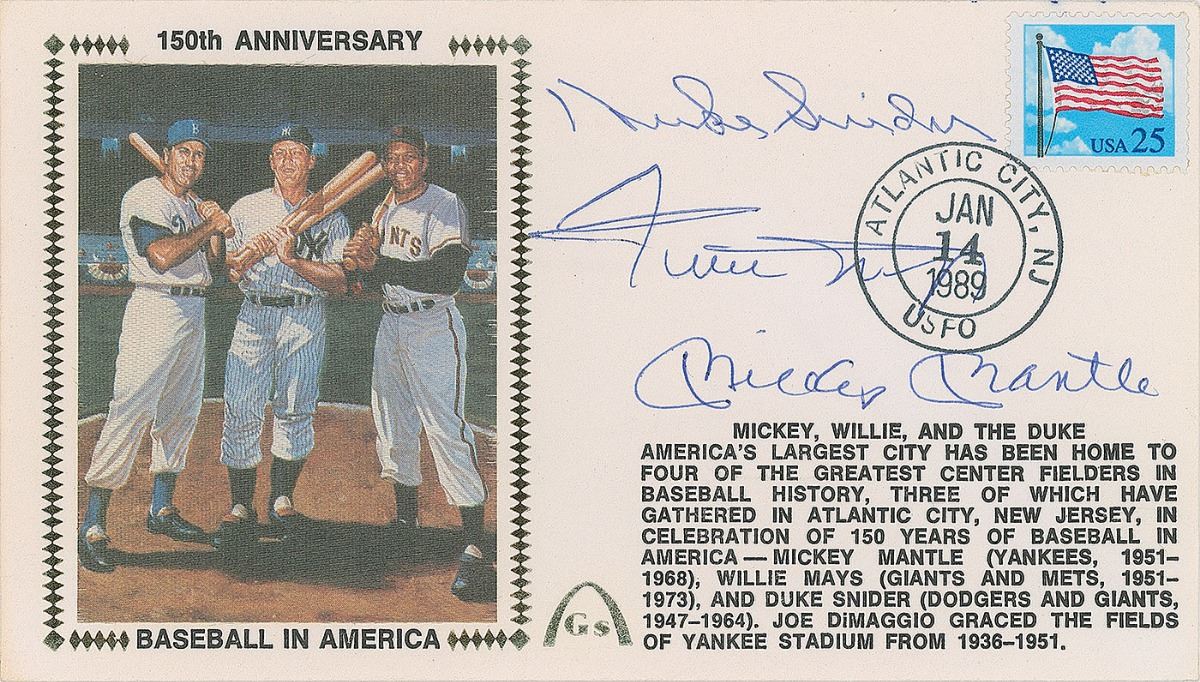 150th ANNIVERSARY
B
NY
NY
NTS
BASEBALL IN AMERICA
Duke Snider
Willie Mays
Mickey Mantle
USA 25
ATLANTIC CITY, NJ
JAN
14
1989
USFO
MICKEY, WILLIE, AND THE DUKE
AMERICA'S LARGEST CITY HAS BEEN HOME TO
FOUR OF THE GREATEST CENTER FIELDERS IN
BASEBALL HISTORY, THREE OF WHICH HAVE
GATHERED IN ATLANTIC CITY, NEW JERSEY, IN
CELEBRATION OF 150 YEARS OF BASEBALL IN
AMERICA — MICKEY MANTLE (YANKEES, 1951–
1968), WILLIE MAYS (GIANTS AND METS, 1951–
1973), AND DUKE SNIDER (DODGERS AND GIANTS,
1947–1964). JOE DiMAGGIO GRACED THE FIELDS
OF YANKEE STADIUM FROM 1936–1951.
Gs